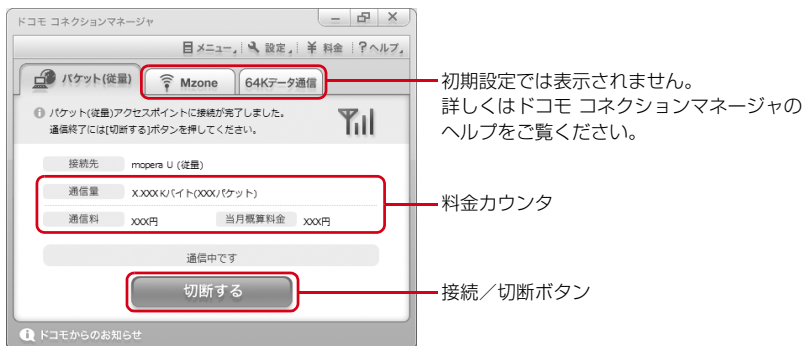 ドコモ コネクションマネージャ
メニュー 設定 ¥ 料金 ? ヘルプ
パケット(従量) Mzone 64Kデータ通信
パケット(従量)アクセスポイントに接続が完了しました。
通信終了には[切断する]ボタンを押してください。
接続先 mopera U (従量)
通信量 X.XXX Kバイト(XXXパケット)
通信料 XXX円 当月概算料金 XXX円
通信中です
切断する
ドコモからのお知らせ
初期設定では表示されません。
詳しくはドコモ コネクションマネージャの
ヘルプをご覧ください。
料金カウンタ
接続／切断ボタン